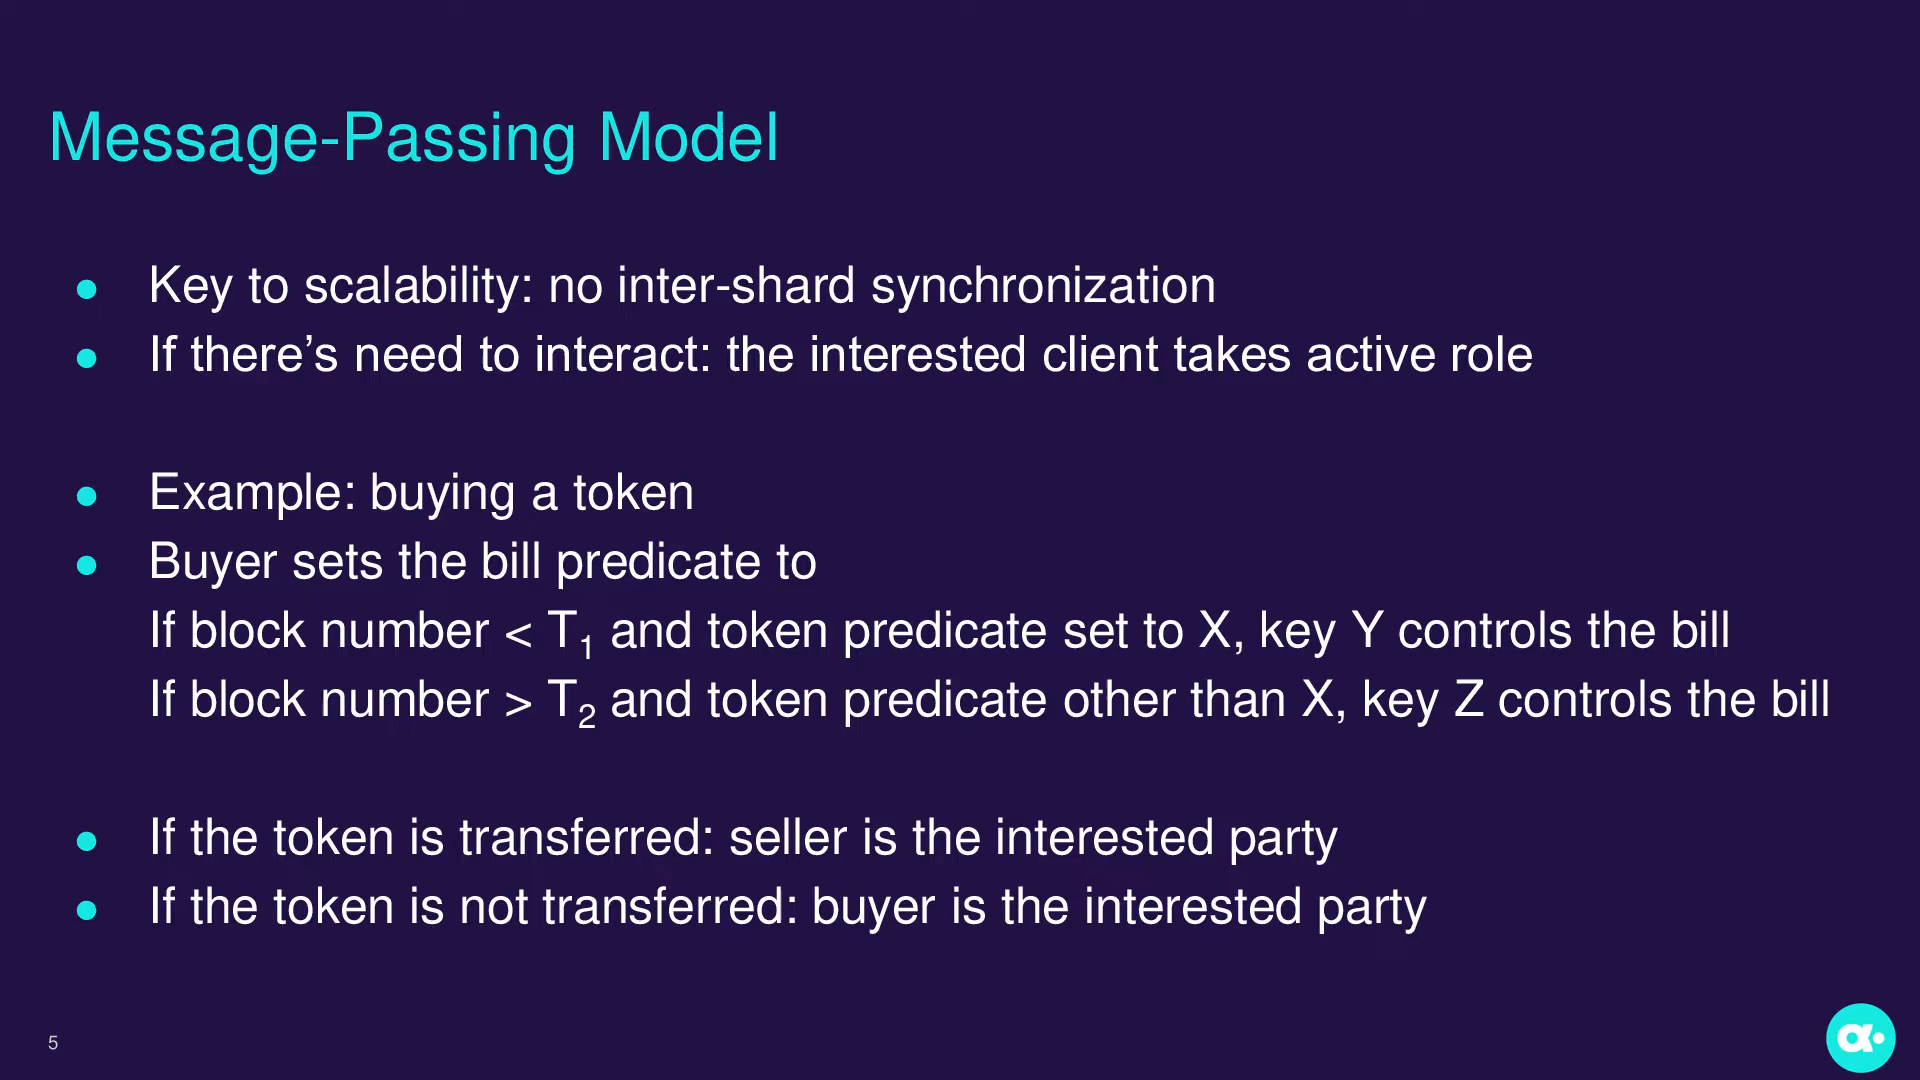 Message-Passing Model
● Key to scalability: no inter-shard synchronization
● If there’s need to interact: the interested client takes active role
● Example: buying a token
● Buyer sets the bill predicate to
If block number < T₁ and token predicate set to X, key Y controls the bill
If block number > T₂ and token predicate other than X, key Z controls the bill
● If the token is transferred: seller is the interested party
● If the token is not transferred: buyer is the interested party
5